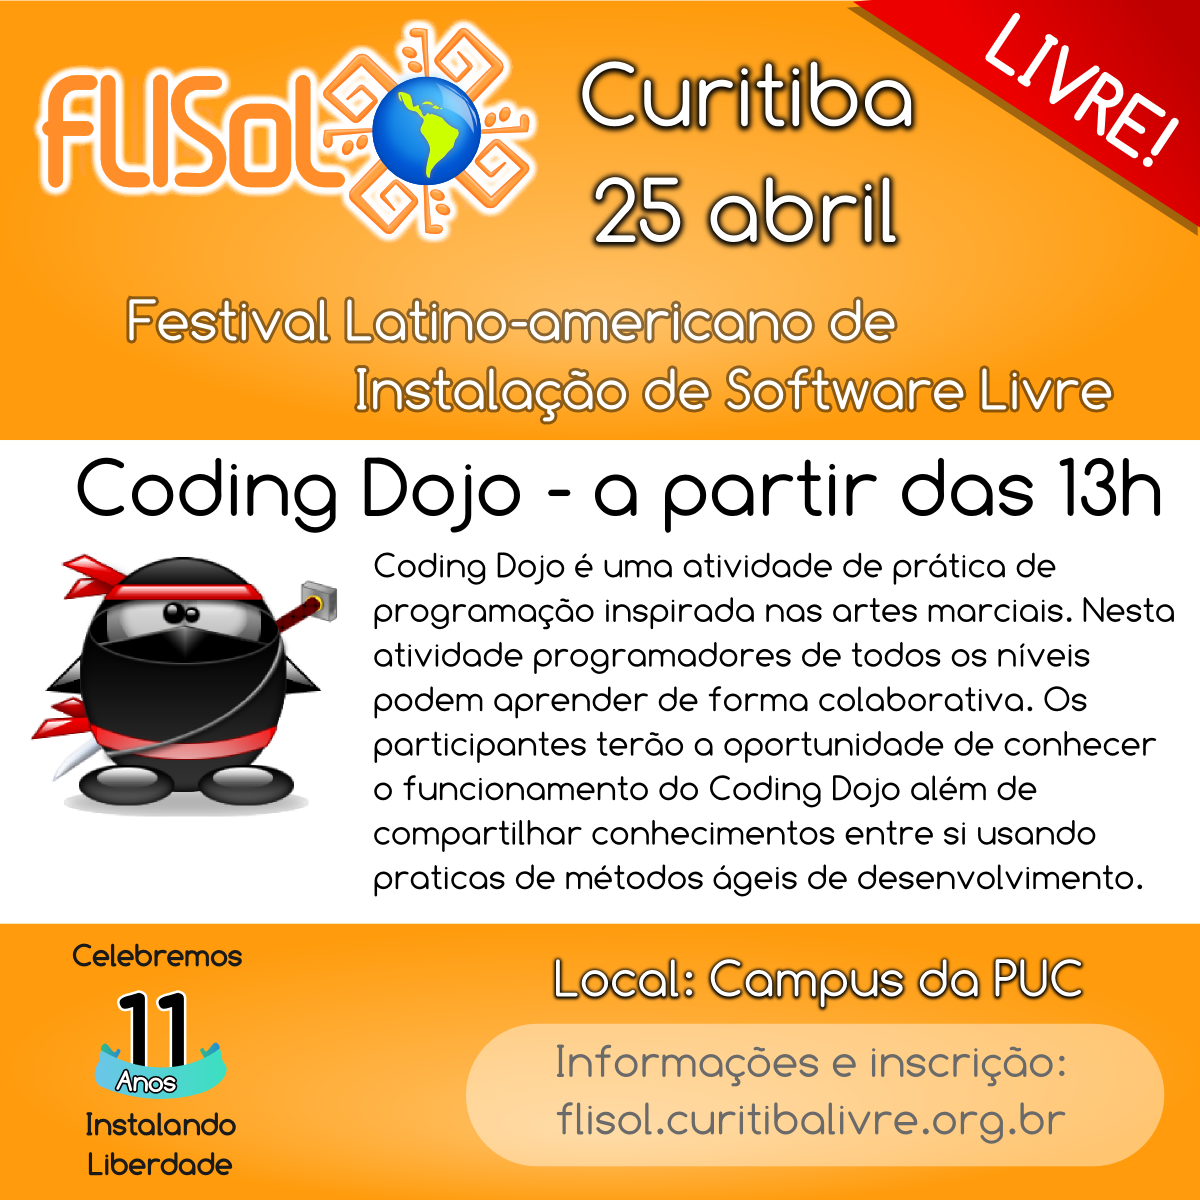 FLISol
Curitiba
25 abril
LIVRE!
Festival Latino-americano de
Instalação de Software Livre
Coding Dojo - a partir das 13h
Coding Dojo é uma atividade de prática de
programação inspirada nas artes marciais. Nesta
atividade programadores de todos os níveis
podem aprender de forma colaborativa. Os
participantes terão a oportunidade de conhecer
o funcionamento do Coding Dojo além de
compartilhar conhecimentos entre si usando
praticas de métodos ágeis de desenvolvimento.
Celebremos
11
Anos
Instalando
Liberdade
Local: Campus da PUC
Informações e inscrição:
flisol.curitibalivre.org.br